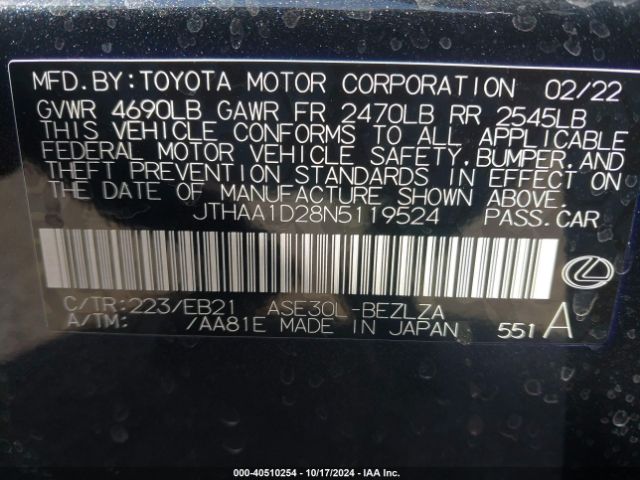 MFD.BY:TOYOTA MOTOR CORPORATION 02/22
GVWR 4690LB GAWR FR 2470LB RR 2545LB
THIS VEHICLE CONFORMS TO ALL APPLICABLE
FEDERAL MOTOR VEHICLE SAFETY,BUMPER,AND
THEFT PREVENTION STANDARDS IN EFFECT ON
THE DATE OF MANUFACTURE SHOWN ABOVE.
JTHAA1D28N5119524 PASS.CAR
C/TR:223/EB21 ASE30L-BEZLZA
A/TM: /AA81E MADE IN JAPAN 551A
000-40510254 - 10/17/2024 - IAA Inc.